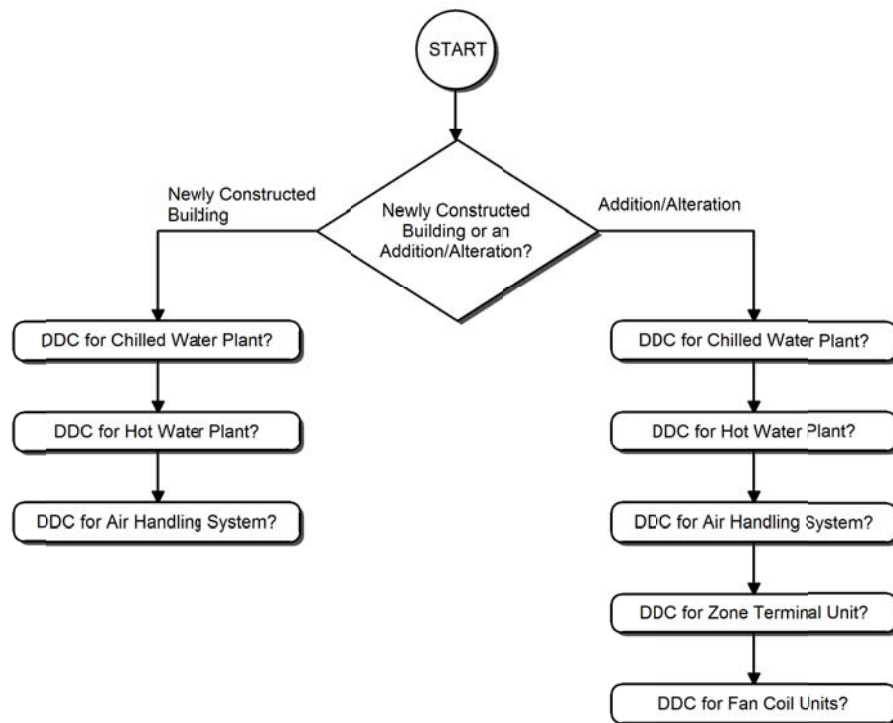 START
Newly Constructed
Building
Newly Constructed
Building or an
Addition/Alteration?
Addition/Alteration
DDC for Chilled Water Plant?
DDC for Hot Water Plant?
DDC for Air Handling System?
DDC for Chilled Water Plant?
DDC for Hot Water Plant?
DDC for Air Handling System?
DDC for Zone Terminal Unit?
DDC for Fan Coil Units?